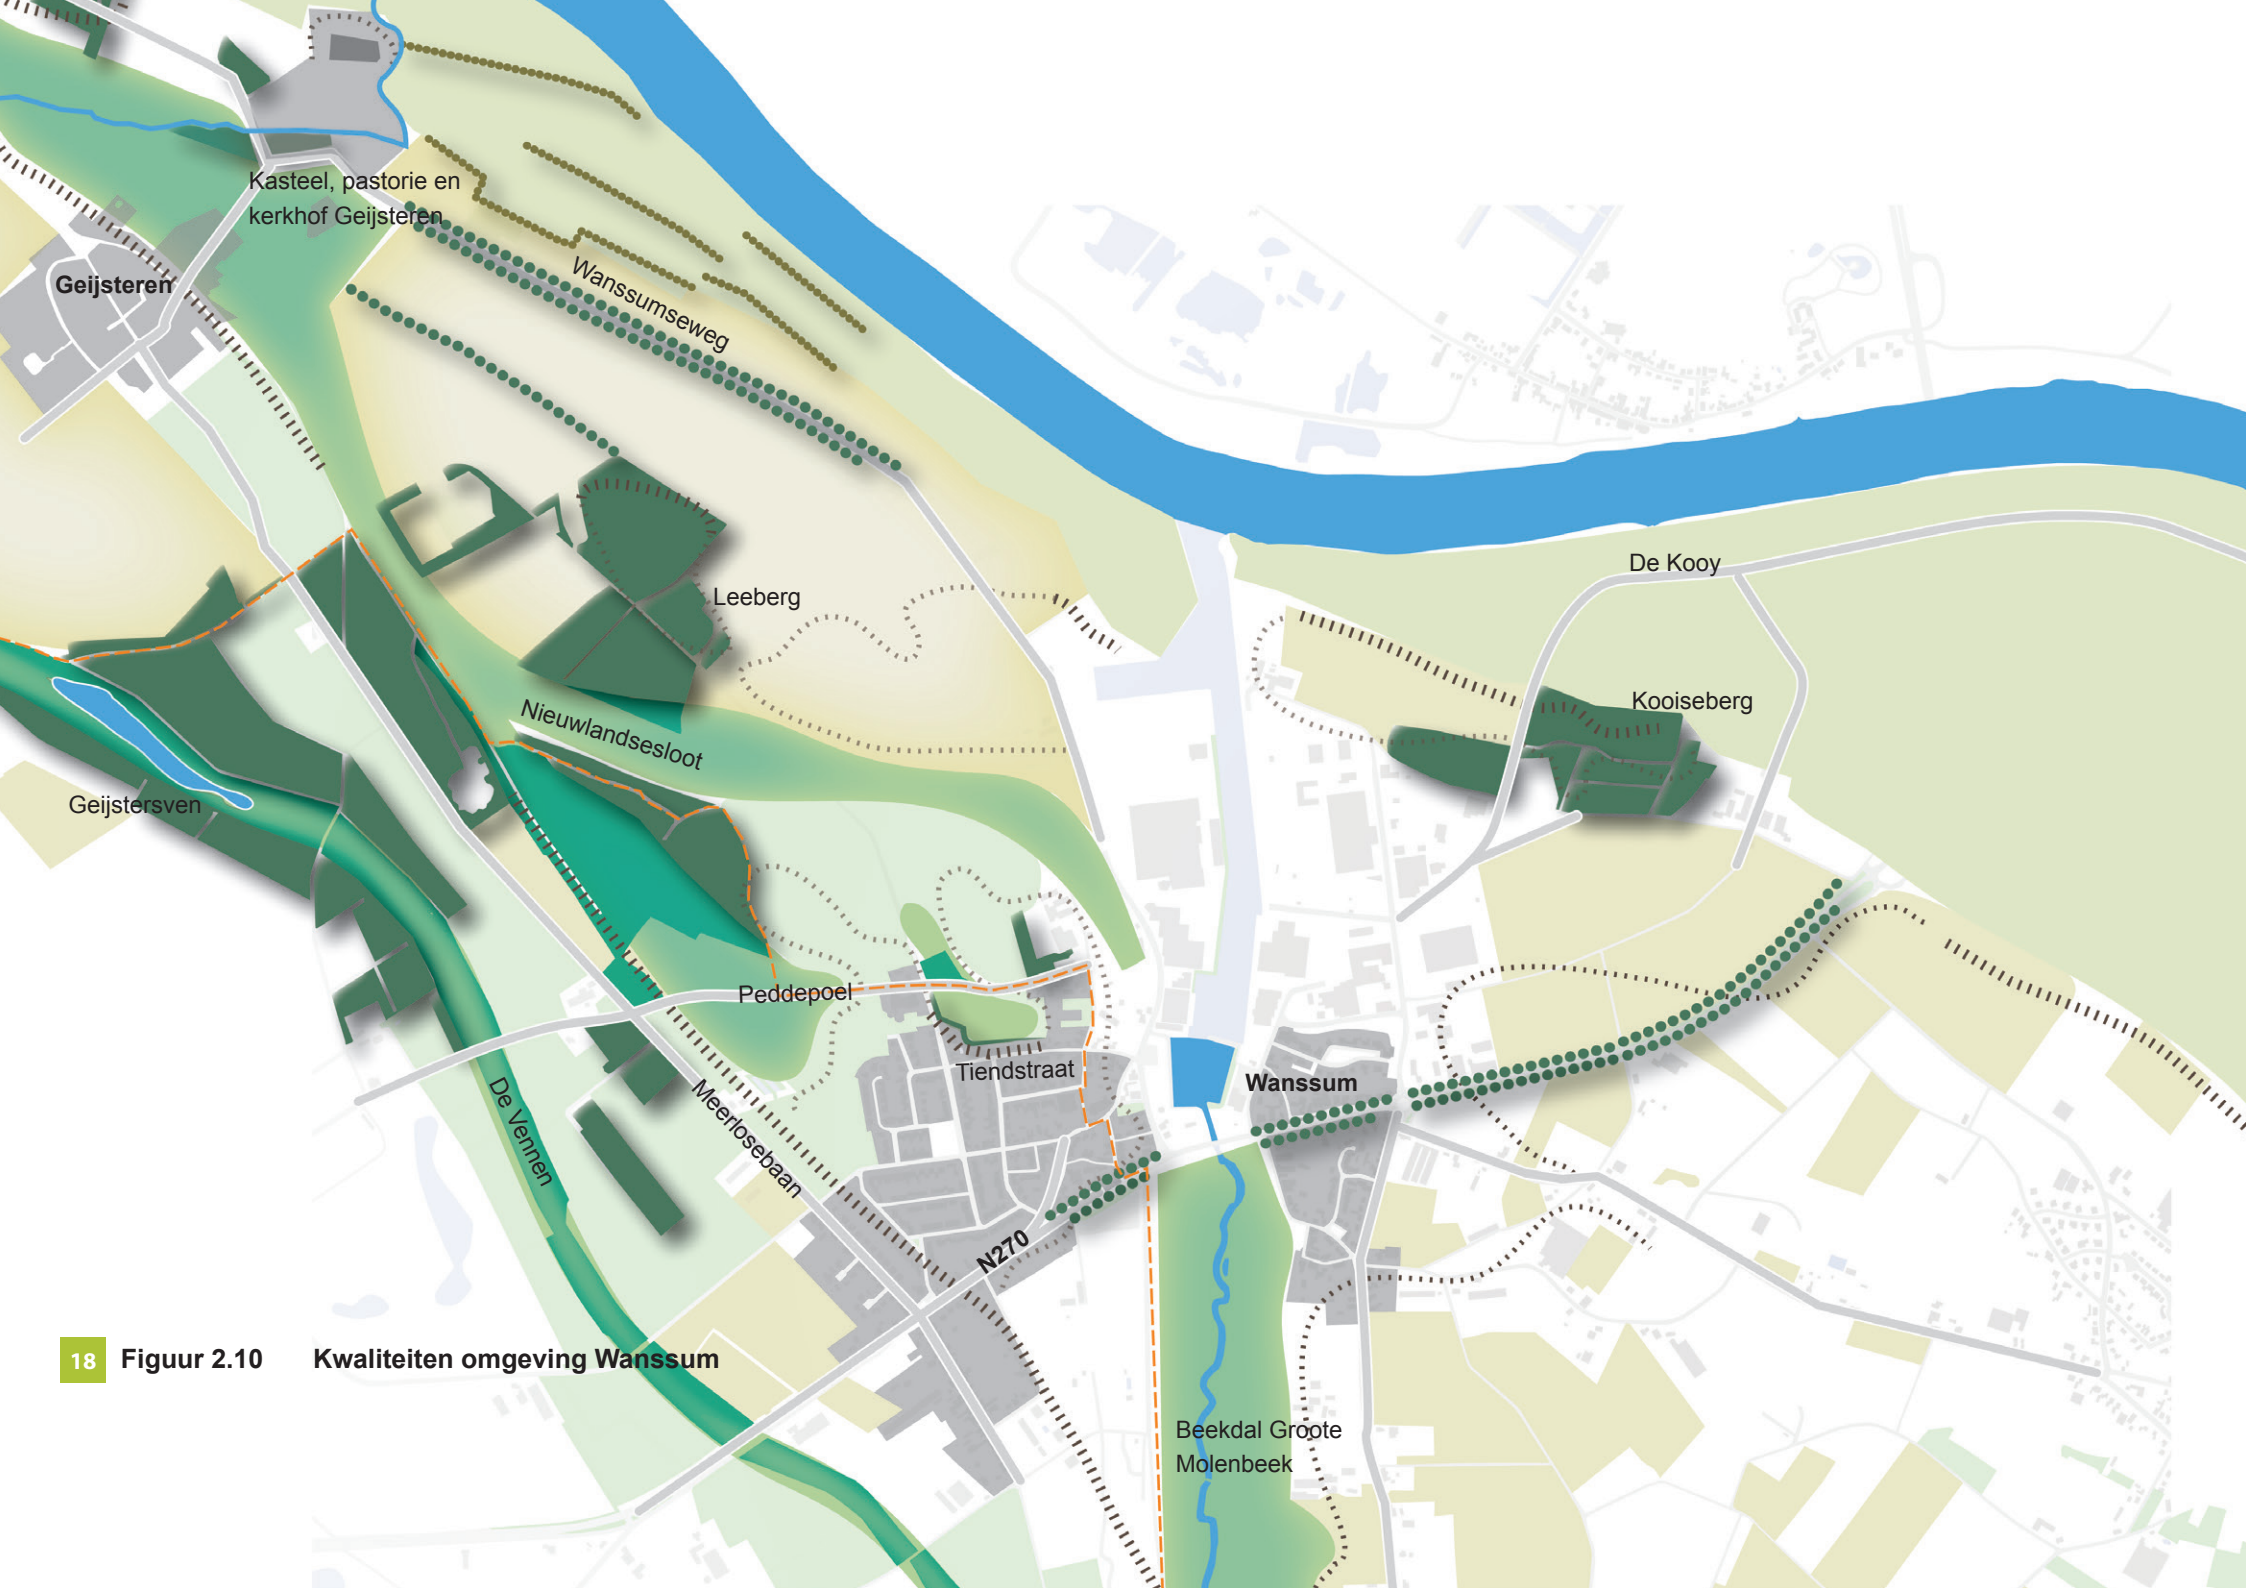 Kasteel, pastorie en
kerkhof Geijsteren
Geijsteren
Wanssumseweg
De Kooy
Leeberg
Kooiseberg
Nieuwlandsesloot
Geijstersven
Peddepoel
Tiendstraat
Wanssum
De Vennen
Meerlosebaan
N270
18 Figuur 2.10 Kwaliteiten omgeving Wanssum
Beekdal Groote
Molenbeek